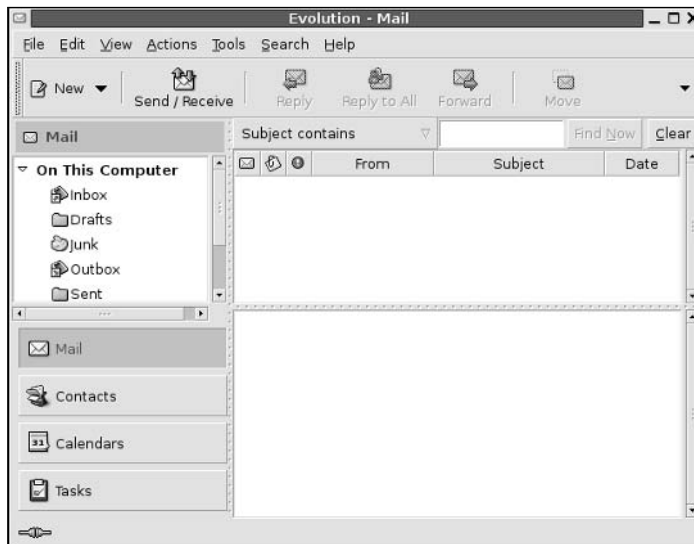 Evolution - Mail
File Edit View Actions Tools Search Help
New Send / Receive Reply Reply to All Forward Move
Mail
Subject contains Find Now Clear
On This Computer
Inbox
Drafts
Junk
Outbox
Sent
From Subject Date
Mail
Contacts
31 Calendars
Tasks